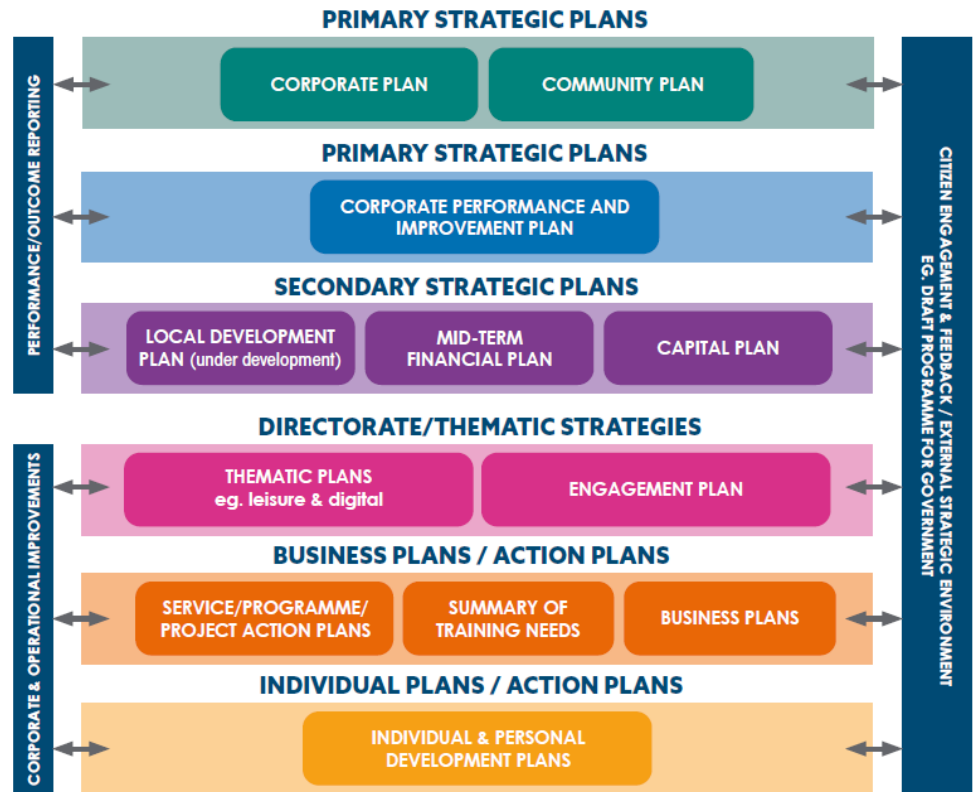 PRIMARY STRATEGIC PLANS
CORPORATE PLAN
COMMUNITY PLAN
PRIMARY STRATEGIC PLANS
CORPORATE PERFORMANCE AND
IMPROVEMENT PLAN
SECONDARY STRATEGIC PLANS
LOCAL DEVELOPMENT
PLAN (under development)
MID-TERM
FINANCIAL PLAN
CAPITAL PLAN
PERFORMANCE/OUTCOME REPORTING
DIRECTORATE/THEMATIC STRATEGIES
THEMATIC PLANS
eg. leisure & digital
ENGAGEMENT PLAN
BUSINESS PLANS / ACTION PLANS
SERVICE/PROGRAMME/
PROJECT ACTION PLANS
SUMMARY OF
TRAINING NEEDS
BUSINESS PLANS
INDIVIDUAL PLANS / ACTION PLANS
INDIVIDUAL & PERSONAL
DEVELOPMENT PLANS
CORPORATE & OPERATIONAL IMPROVEMENTS
CITIZEN ENGAGEMENT & FEEDBACK / EXTERNAL STRATEGIC ENVIRONMENT
EG. DRAFT PROGRAMME FOR GOVERNMENT